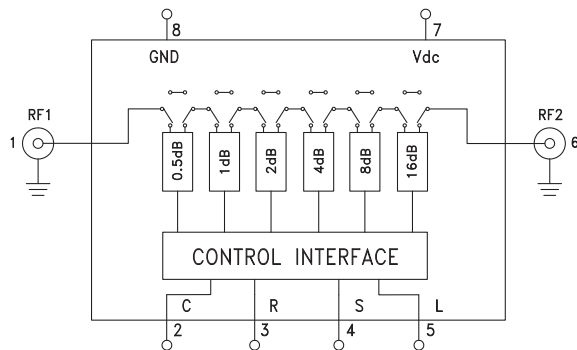 8 7
GND Vdc
RF1 RF2
1 6
0.5dB 1dB 2dB 4dB 8dB 16dB
CONTROL INTERFACE
C R S L
2 3 4 5